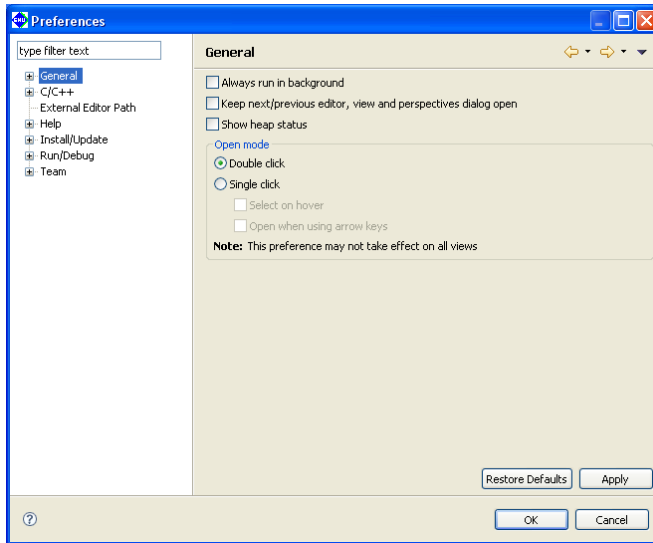 GNU Preferences
type filter text
General
C/C++
External Editor Path
Help
Install/Update
Run/Debug
Team
General
Always run in background
Keep next/previous editor, view and perspectives dialog open
Show heap status
Open mode
Double click
Single click
Select on hover
Open when using arrow keys
Note: This preference may not take effect on all views
Restore Defaults Apply
? OK Cancel